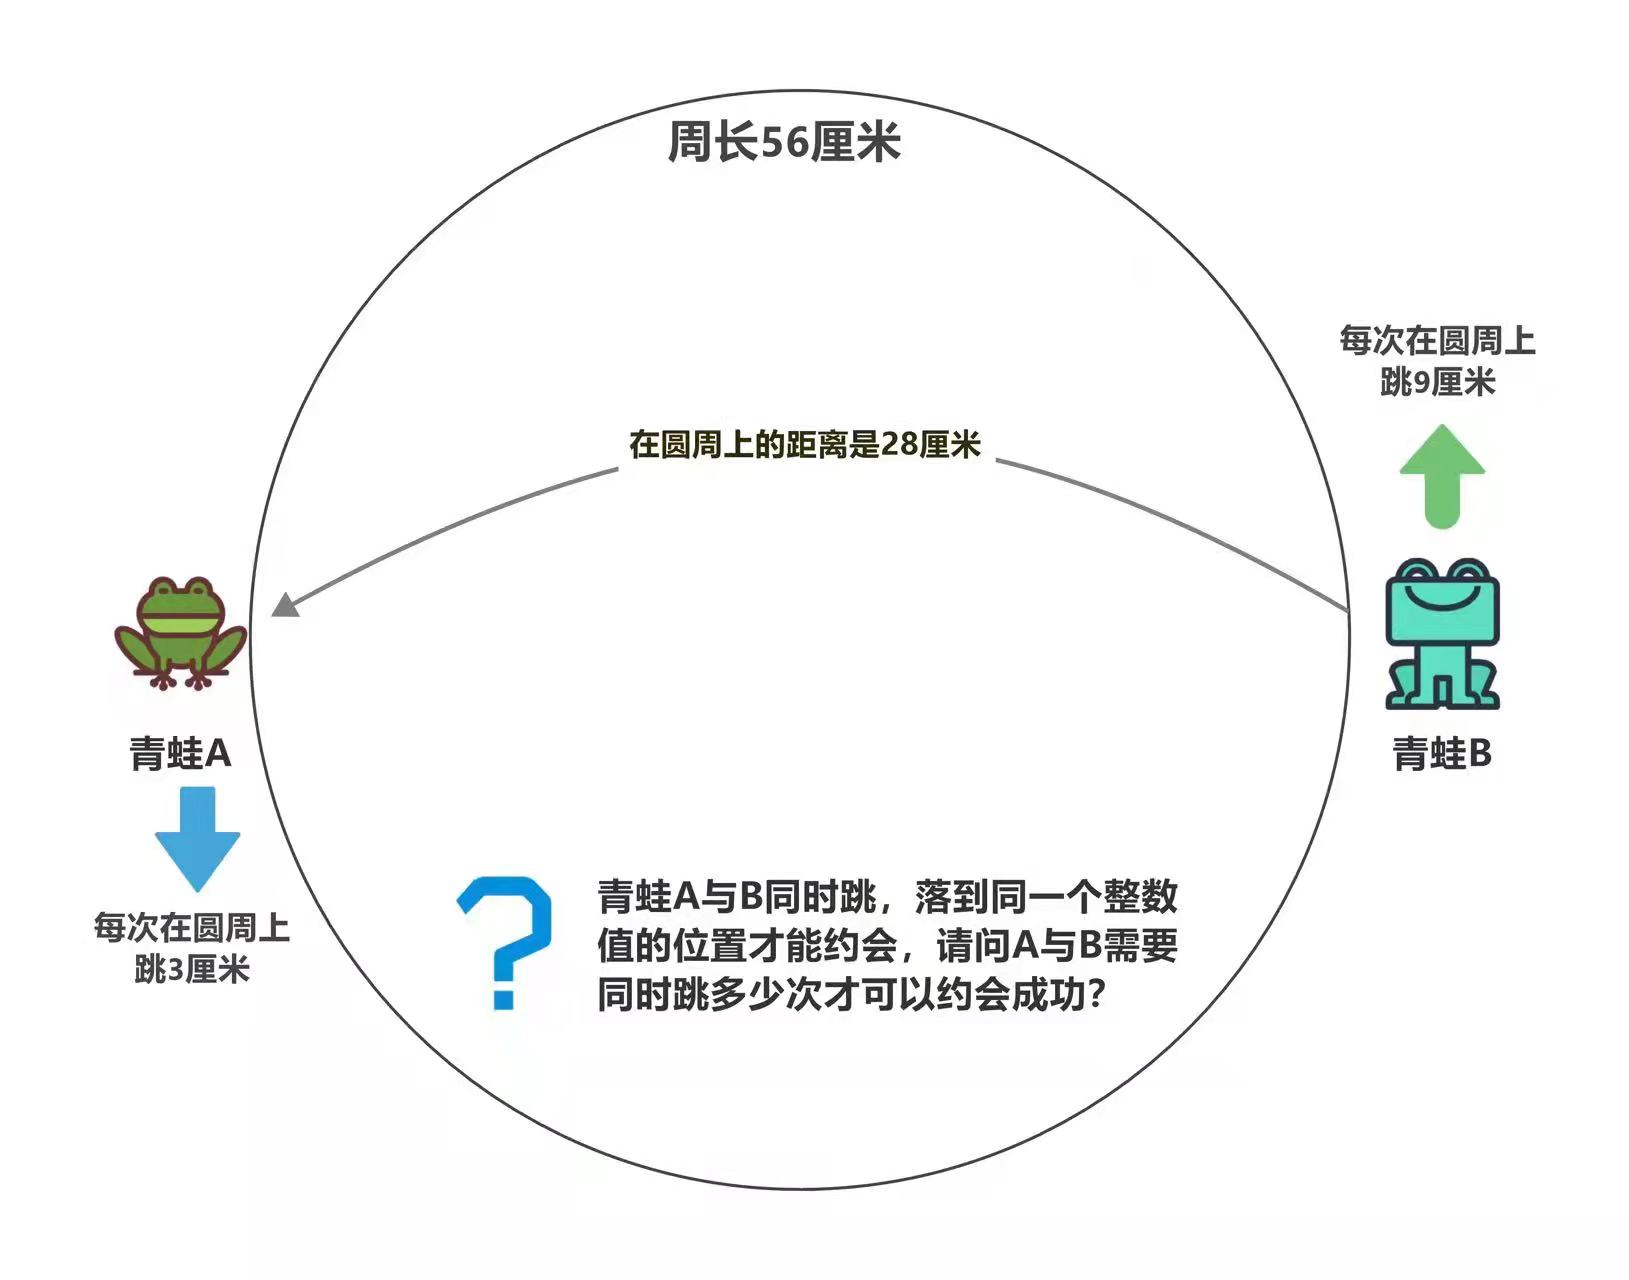 周长56厘米
每次在圆周上
跳9厘米
在圆周上的距离是28厘米
青蛙A
青蛙B
每次在圆周上
跳3厘米
青蛙A与B同时跳，落到同一个整数
值的位置才能约会，请问A与B需要
同时跳多少次才可以约会成功？